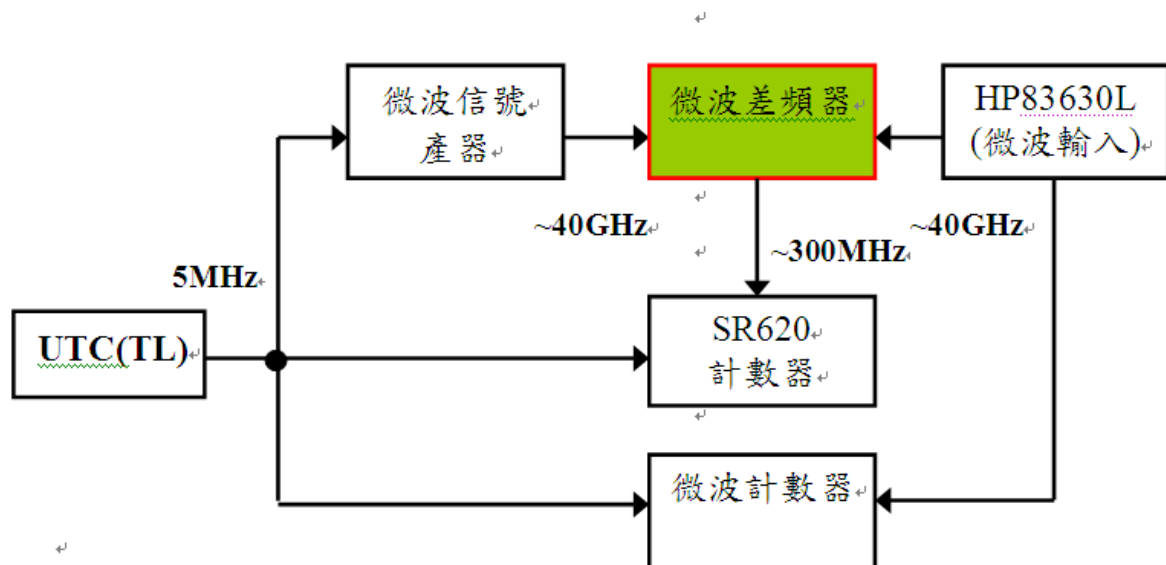 微波信號
產器
微波差頻器
HP83630L
(微波輸入)
~40GHz
~40GHz
~300MHz
5MHz
UTC(TL)
SR620
計數器
微波計數器